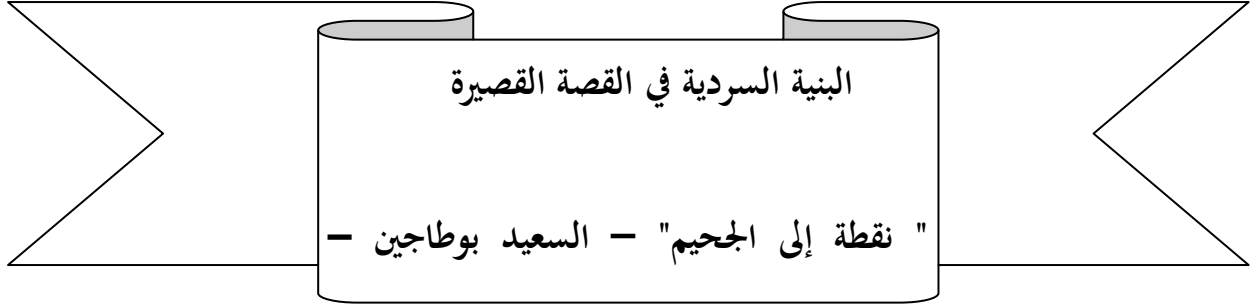 البنية السردية في القصة القصيرة
" نقطة إلى الجحيم" – السعيد بوطاجين –